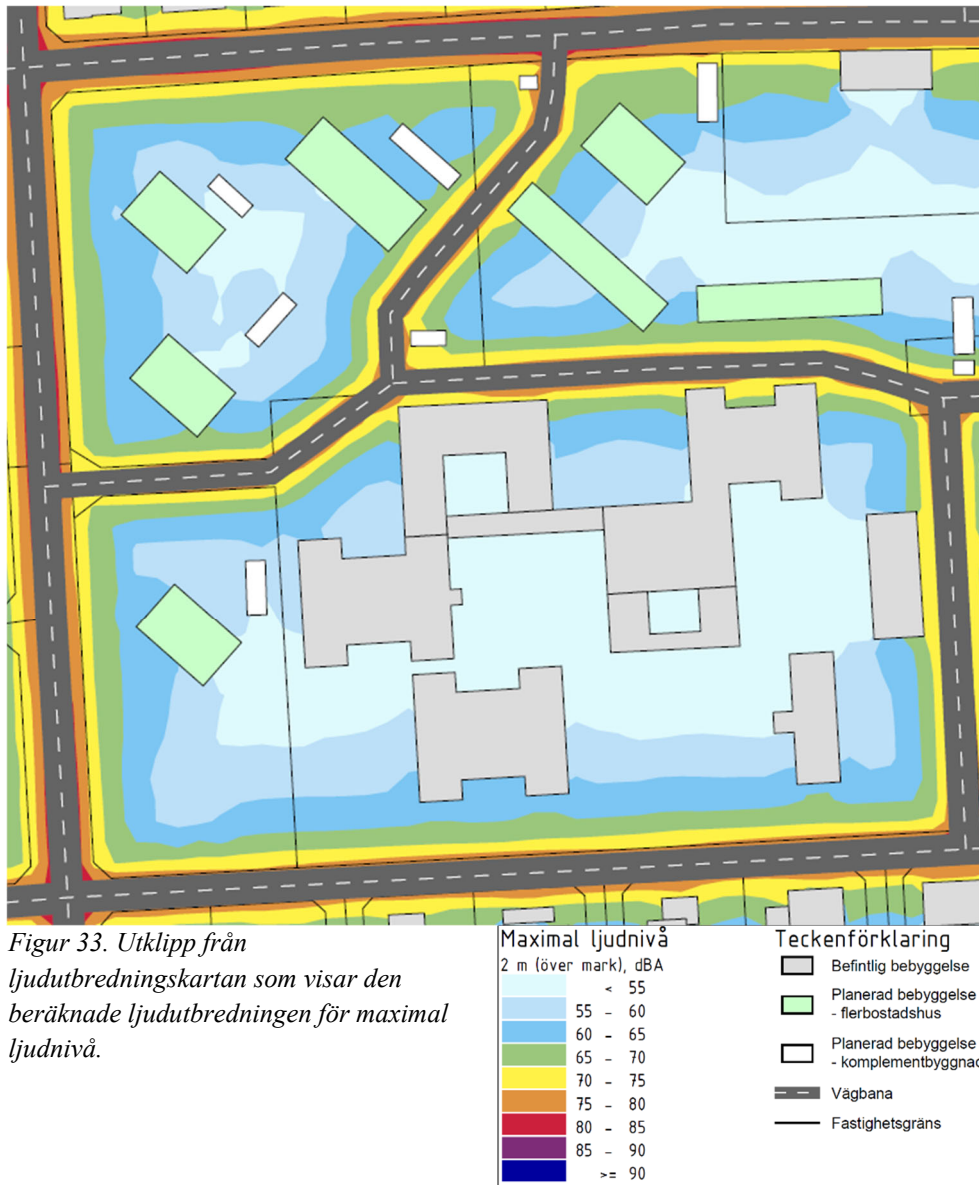 Figur 33. Utklipp från
ljudutbredningskartan som visar den
beräknade ljudutbredningen för maximal
ljudnivå.
Maximal ljudnivå
2 m (över mark), dBA
< 55
55 - 60
60 - 65
65 - 70
70 - 75
75 - 80
80 - 85
85 - 90
>= 90
Teckenförklaring
Befintlig bebyggelse
Planerad bebyggelse
- flerbostadshus
Planerad bebyggelse
- komplementbyggnad
Vägbana
Fastighetsgräns